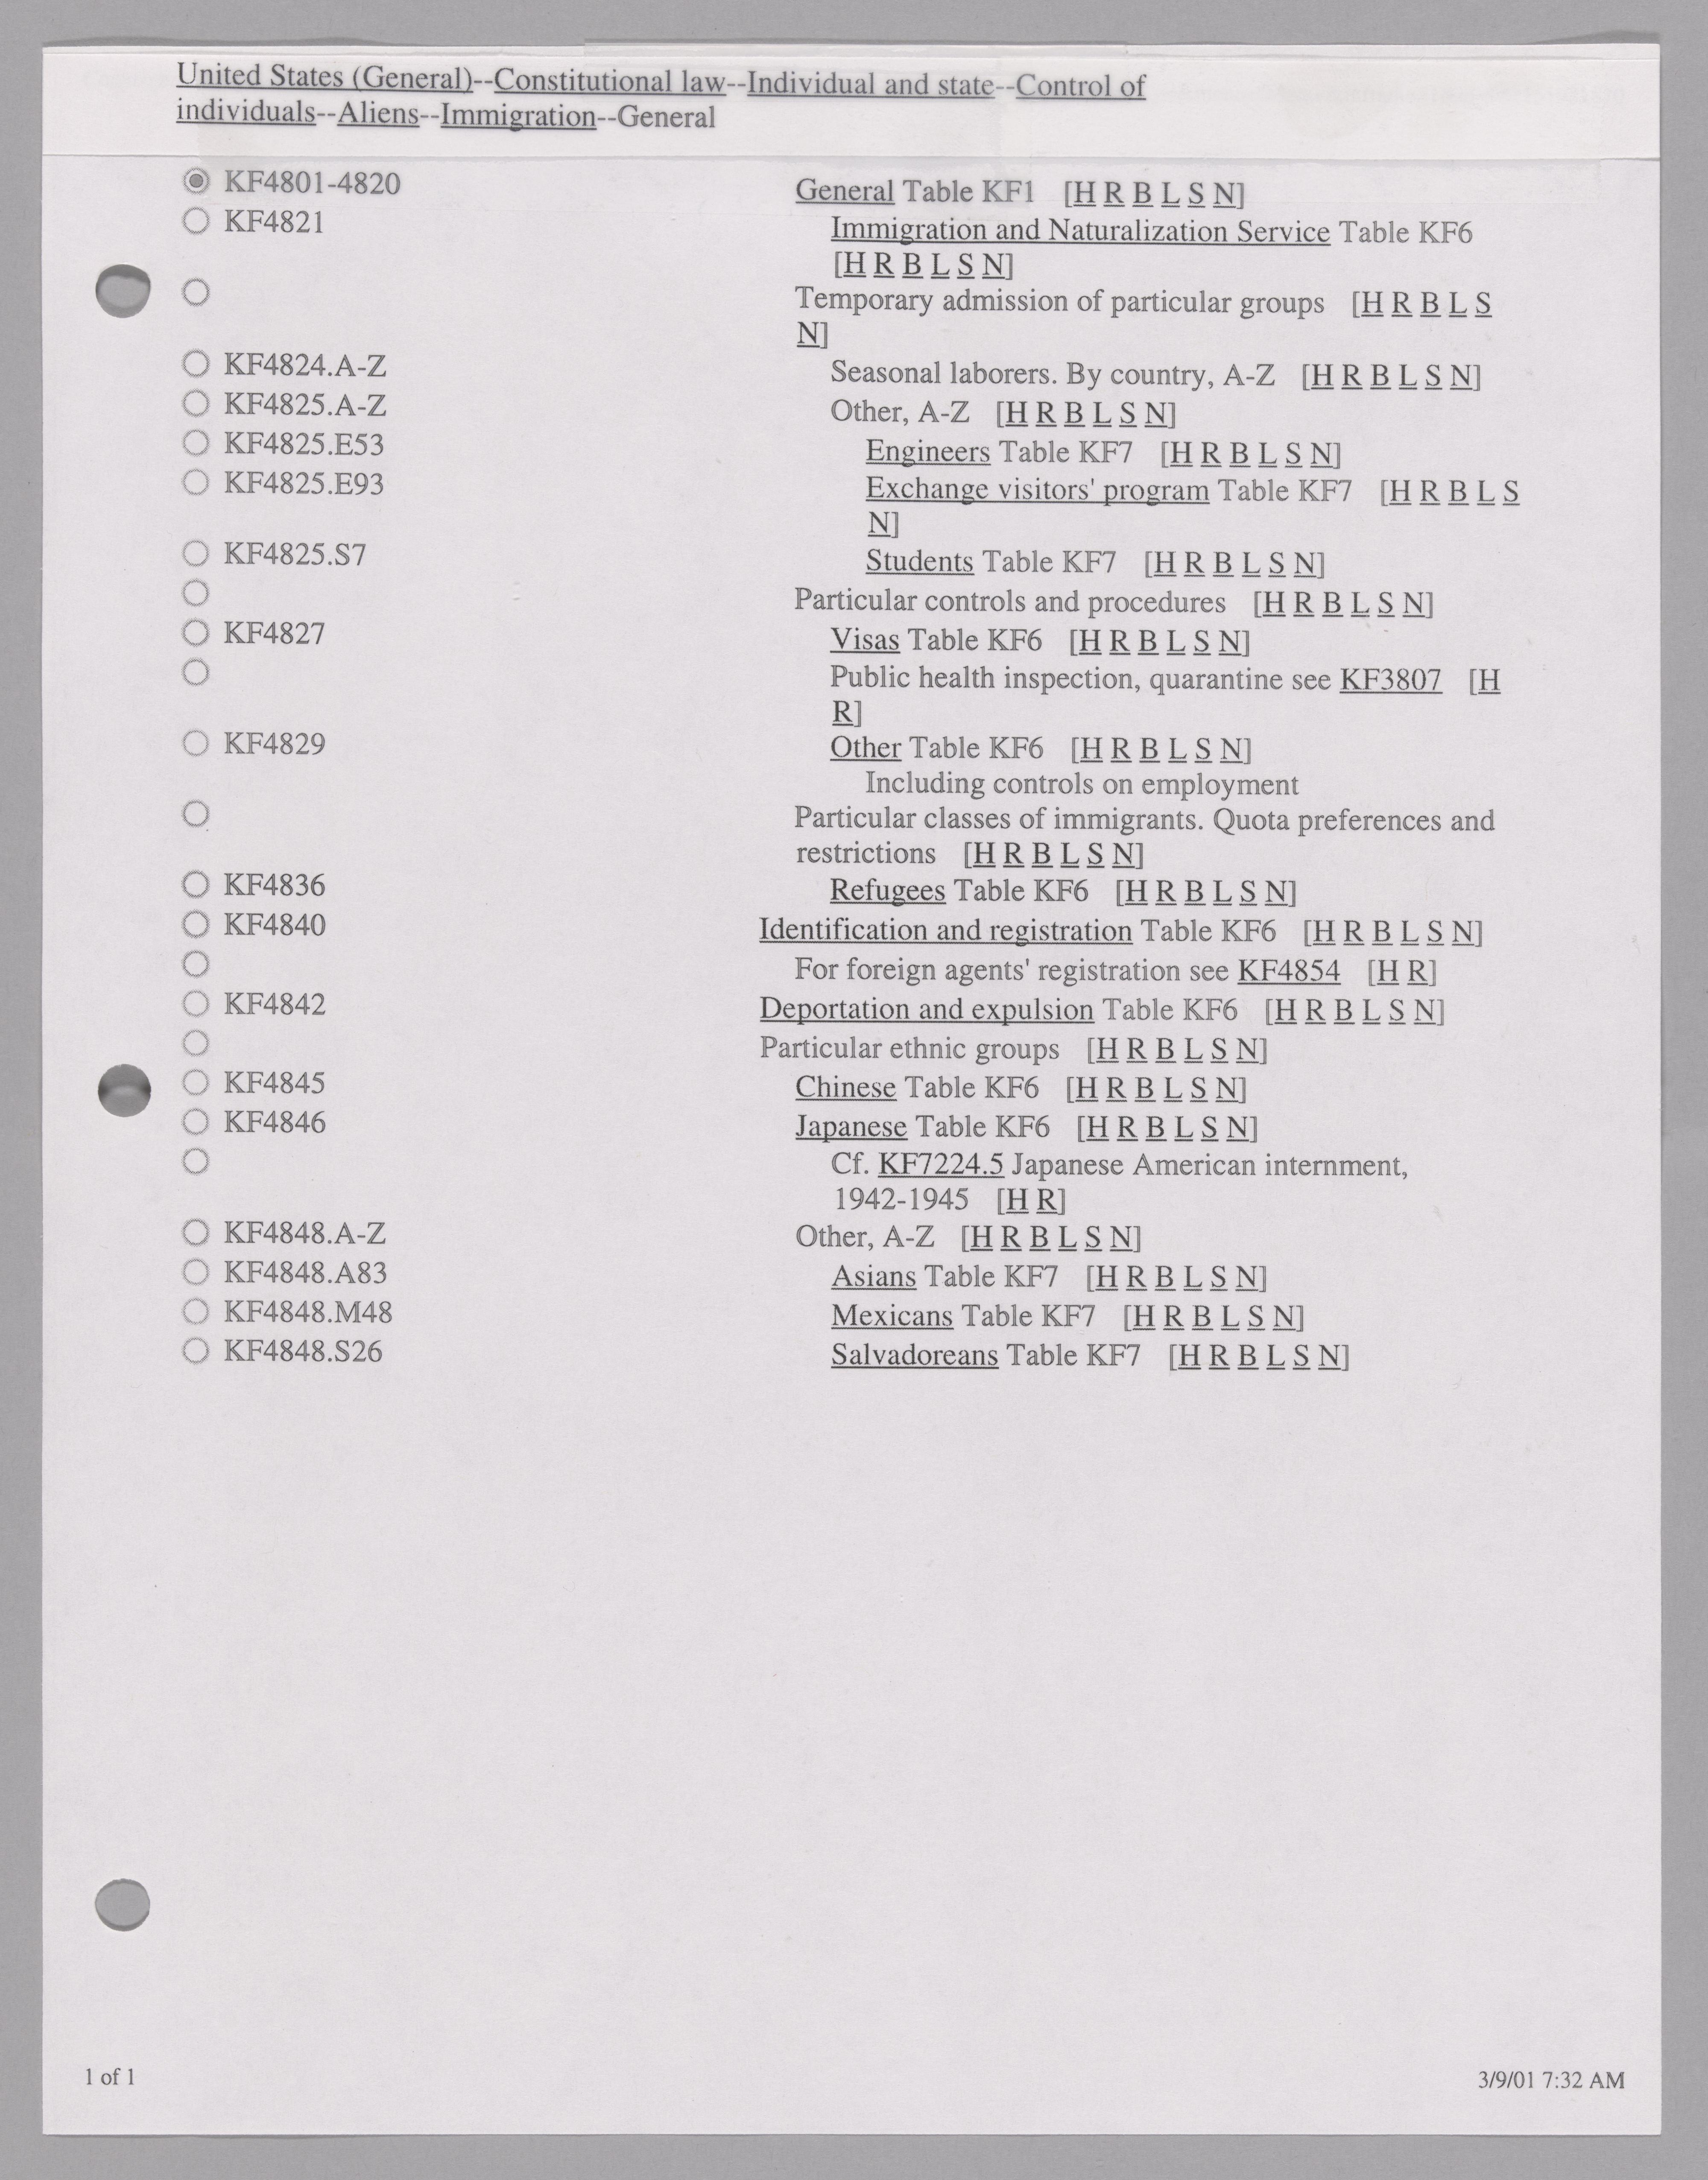 United States (General)--Constitutional law--Individual and state--Control of
individuals--Aliens--Immigration--General
KF4801-4820 General Table KF1 [H R B L S N]
KF4821 Immigration and Naturalization Service Table KF6
[H R B L S N]
Temporary admission of particular groups [H R B L S
N]
KF4824.A-Z Seasonal laborers. By country, A-Z [H R B L S N]
KF4825.A-Z Other, A-Z [H R B L S N]
KF4825.E53 Engineers Table KF7 [H R B L S N]
KF4825.E93 Exchange visitors' program Table KF7 [H R B L S
N]
KF4825.S7 Students Table KF7 [H R B L S N]
Particular controls and procedures [H R B L S N]
KF4827 Visas Table KF6 [H R B L S N]
Public health inspection, quarantine see KF3807 [H
R]
KF4829 Other Table KF6 [H R B L S N]
Including controls on employment
Particular classes of immigrants. Quota preferences and
restrictions [H R B L S N]
KF4836 Refugees Table KF6 [H R B L S N]
KF4840 Identification and registration Table KF6 [H R B L S N]
For foreign agents' registration see KF4854 [H R]
KF4842 Deportation and expulsion Table KF6 [H R B L S N]
Particular ethnic groups [H R B L S N]
KF4845 Chinese Table KF6 [H R B L S N]
KF4846 Japanese Table KF6 [H R B L S N]
Cf. KF7224.5 Japanese American internment,
1942-1945 [H R]
KF4848.A-Z Other, A-Z [H R B L S N]
KF4848.A83 Asians Table KF7 [H R B L S N]
KF4848.M48 Mexicans Table KF7 [H R B L S N]
KF4848.S26 Salvadoreans Table KF7 [H R B L S N]
1 of 1 3/9/01 7:32 AM